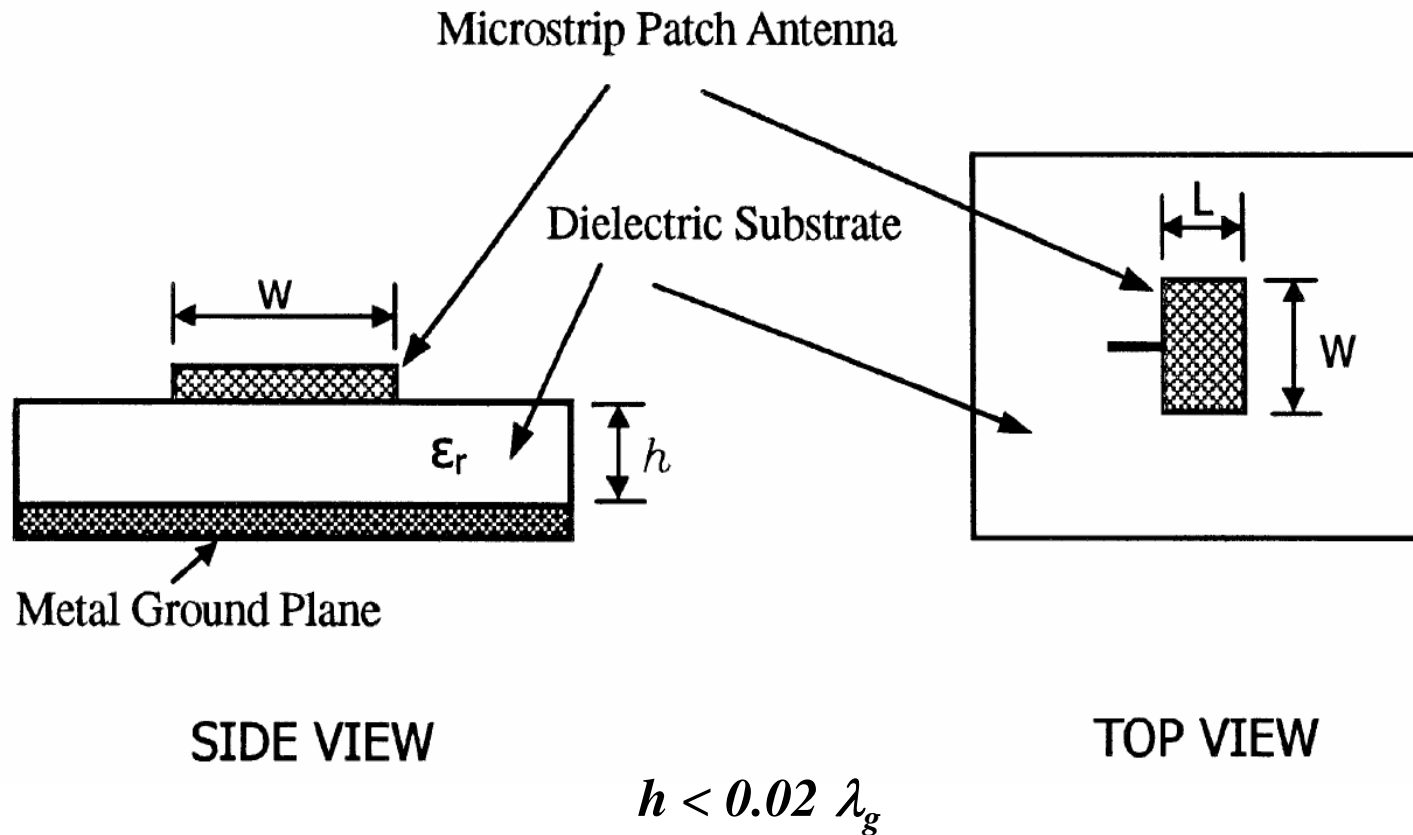 Microstrip Patch Antenna
Dielectric Substrate
W
L
W
εr
h
Metal Ground Plane
SIDE VIEW
TOP VIEW
h < 0.02 λg